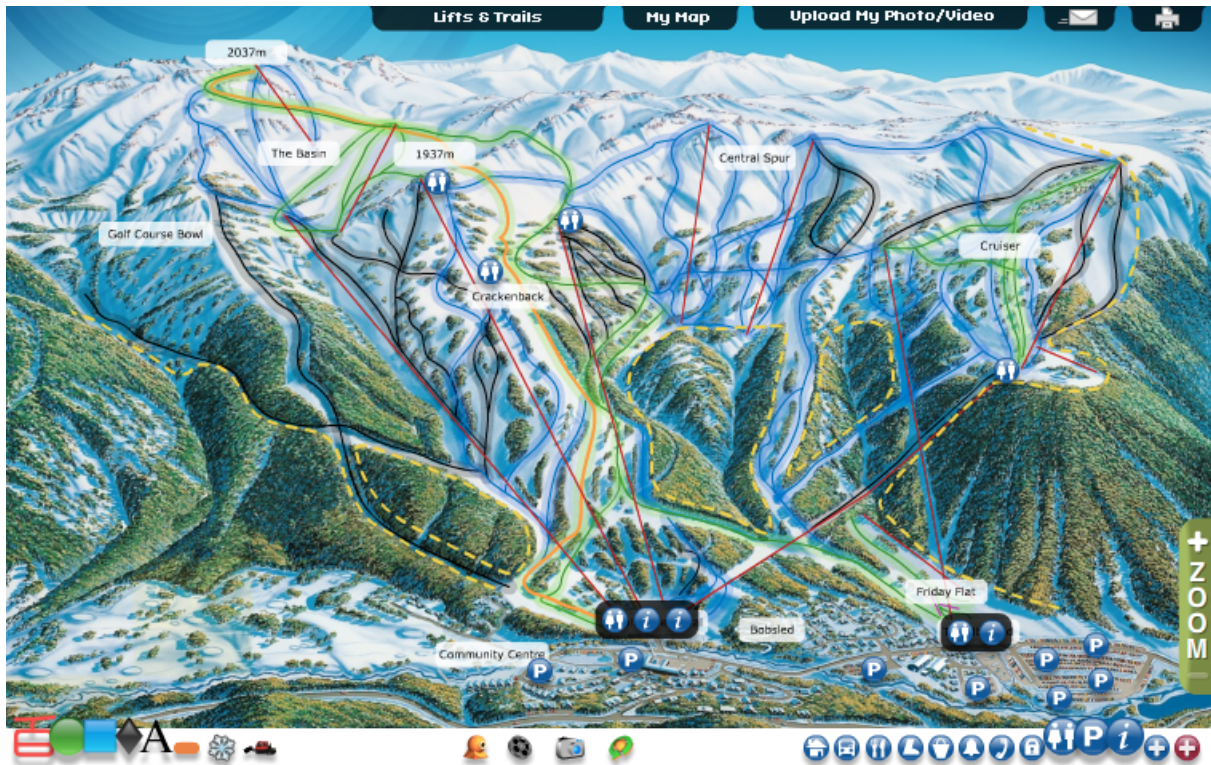 Lifts & Trails
My Map
Upload My Photo/Video
2037m
The Basin
1937m
Central Spur
Golf Course Bowl
Cruiser
Crackenback
Friday Flat
Bobsled
Community Centre
P
P
P
P
P
P
P
P
i
i
i
ZOOM
A
P
i